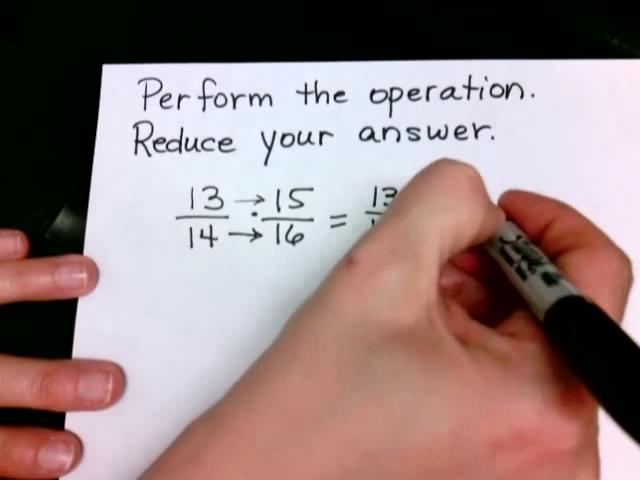 Perform the operation.
Reduce your answer.
13/14 → · → 15/16 = 13